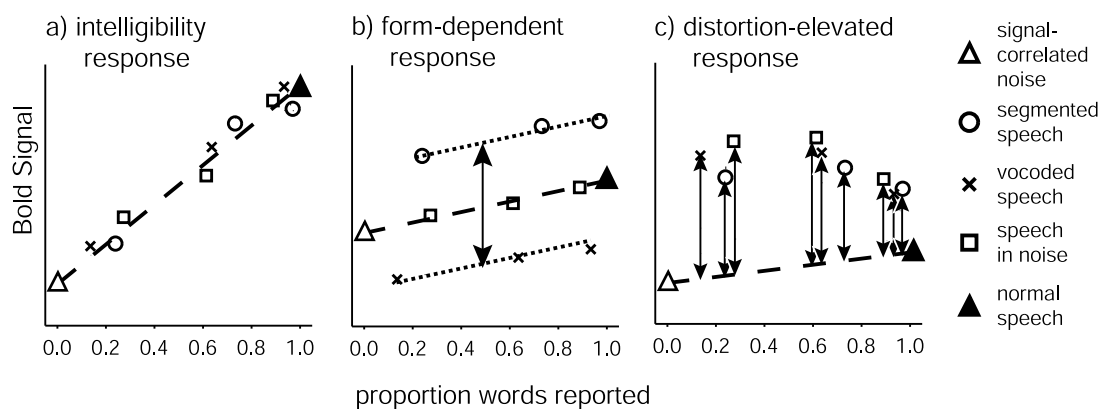 a) intelligibility
response
b) form-dependent
response
c) distortion-elevated
response
Bold Signal
0.0 0.2 0.4 0.6 0.8 1.0
0.0 0.2 0.4 0.6 0.8 1.0
0.0 0.2 0.4 0.6 0.8 1.0
proportion words reported
signal-
correlated
noise
segmented
speech
vocoded
speech
speech
in noise
normal
speech